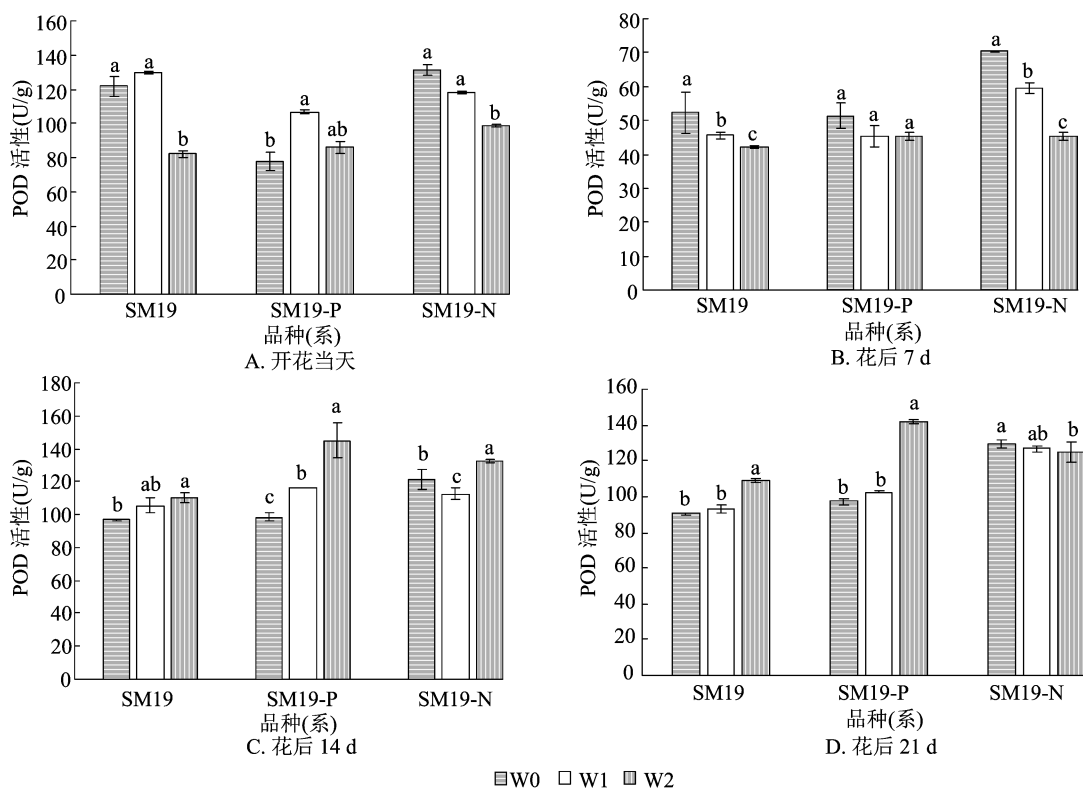 160
140
120
100
80
60
40
20
0
POD 活性(U/g)
a
a
b
b
a
ab
a
a
b
SM19
SM19-P
SM19-N
品种(系)
A. 开花当天
80
70
60
50
40
30
20
10
0
POD 活性(U/g)
a
b
c
a
a
a
a
b
c
SM19
SM19-P
SM19-N
品种(系)
B. 花后 7 d
180
160
140
120
100
80
60
40
20
0
POD 活性(U/g)
b
ab
a
c
b
a
b
c
a
SM19
SM19-P
SM19-N
品种(系)
C. 花后 14 d
160
140
120
100
80
60
40
20
0
POD 活性(U/g)
b
b
a
b
b
a
a
ab
b
SM19
SM19-P
SM19-N
品种(系)
D. 花后 21 d
W0 W1 W2